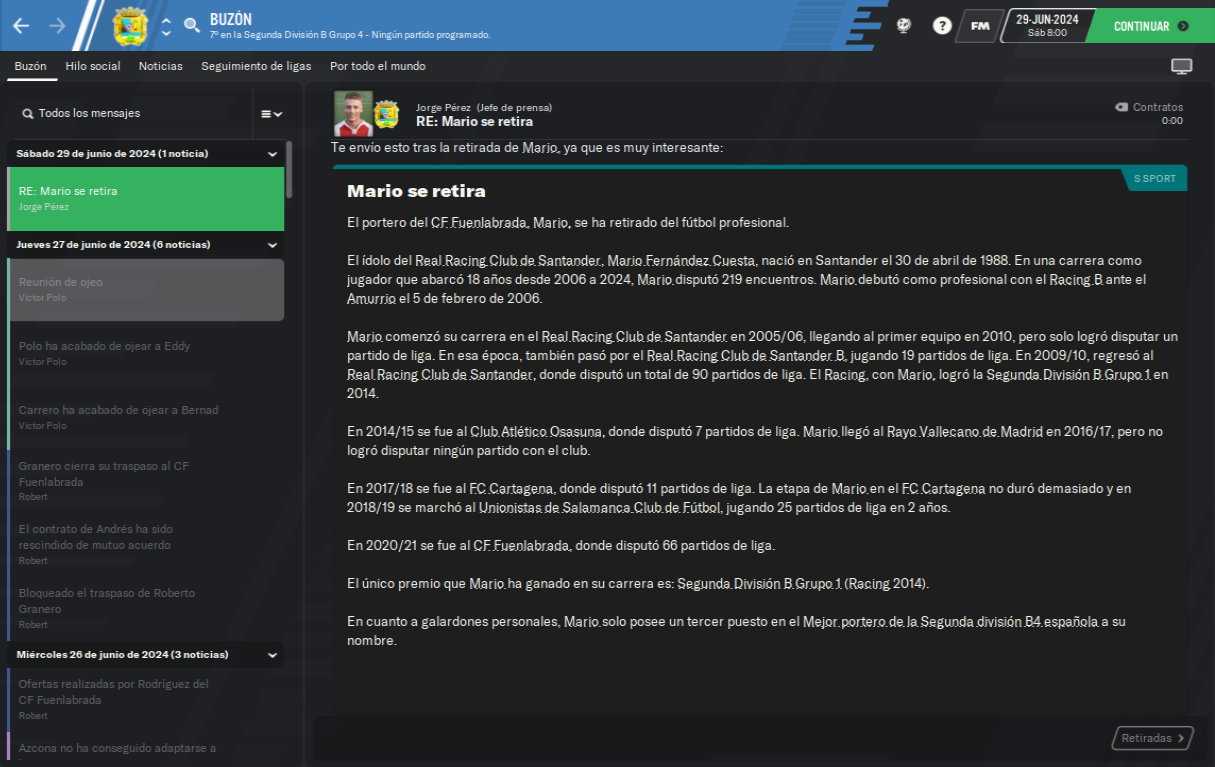 BUZÓN
7º en la Segunda División B Grupo 4 - Ningún partido programado.
?
FM
29-JUN-2024
Sáb 8:00
CONTINUAR
Buzón
Hilo social
Noticias
Seguimiento de ligas
Por todo el mundo
Todos los mensajes
Sábado 29 de junio de 2024 (1 noticia)
RE: Mario se retira
Jorge Pérez
Jueves 27 de junio de 2024 (6 noticias)
Reunión de ojeo
Victor Polo
Polo ha acabado de ojear a Eddy
Victor Polo
Carrero ha acabado de ojear a Bernad
Victor Polo
Granero cierra su traspaso al CF
Fuenlabrada
Robert
El contrato de Andrés ha sido
rescindido de mutuo acuerdo
Robert
Bloqueado el traspaso de Roberto
Granero
Robert
Miércoles 26 de junio de 2024 (3 noticias)
Ofertas realizadas por Rodríguez del
CF Fuenlabrada
Robert
Azcona no ha conseguido adaptarse a
Jorge Pérez (Jefe de prensa)
RE: Mario se retira
Contratos
0:00
Te envío esto tras la retirada de Mario, ya que es muy interesante:
S SPORT
Mario se retira
El portero del CF Fuenlabrada, Mario, se ha retirado del fútbol profesional.
El ídolo del Real Racing Club de Santander, Mario Fernández Cuesta, nació en Santander el 30 de abril de 1988. En una carrera como
jugador que abarcó 18 años desde 2006 a 2024, Mario disputó 219 encuentros. Mario debutó como profesional con el Racing B ante el
Amurrio el 5 de febrero de 2006.
Mario comenzó su carrera en el Real Racing Club de Santander en 2005/06, llegando al primer equipo en 2010, pero solo logró disputar un
partido de liga. En esa época, también pasó por el Real Racing Club de Santander B, jugando 19 partidos de liga. En 2009/10, regresó al
Real Racing Club de Santander, donde disputó un total de 90 partidos de liga. El Racing, con Mario, logró la Segunda División B Grupo 1 en
2014.
En 2014/15 se fue al Club Atlético Osasuna, donde disputó 7 partidos de liga. Mario llegó al Rayo Vallecano de Madrid en 2016/17, pero no
logró disputar ningún partido con el club.
En 2017/18 se fue al FC Cartagena, donde disputó 11 partidos de liga. La etapa de Mario en el FC Cartagena no duró demasiado y en
2018/19 se marchó al Unionistas de Salamanca Club de Fútbol, jugando 25 partidos de liga en 2 años.
En 2020/21 se fue al CF Fuenlabrada, donde disputó 66 partidos de liga.
El único premio que Mario ha ganado en su carrera es: Segunda División B Grupo 1 (Racing 2014).
En cuanto a galardones personales, Mario solo posee un tercer puesto en el Mejor portero de la Segunda división B4 española a su
nombre.
Retiradas